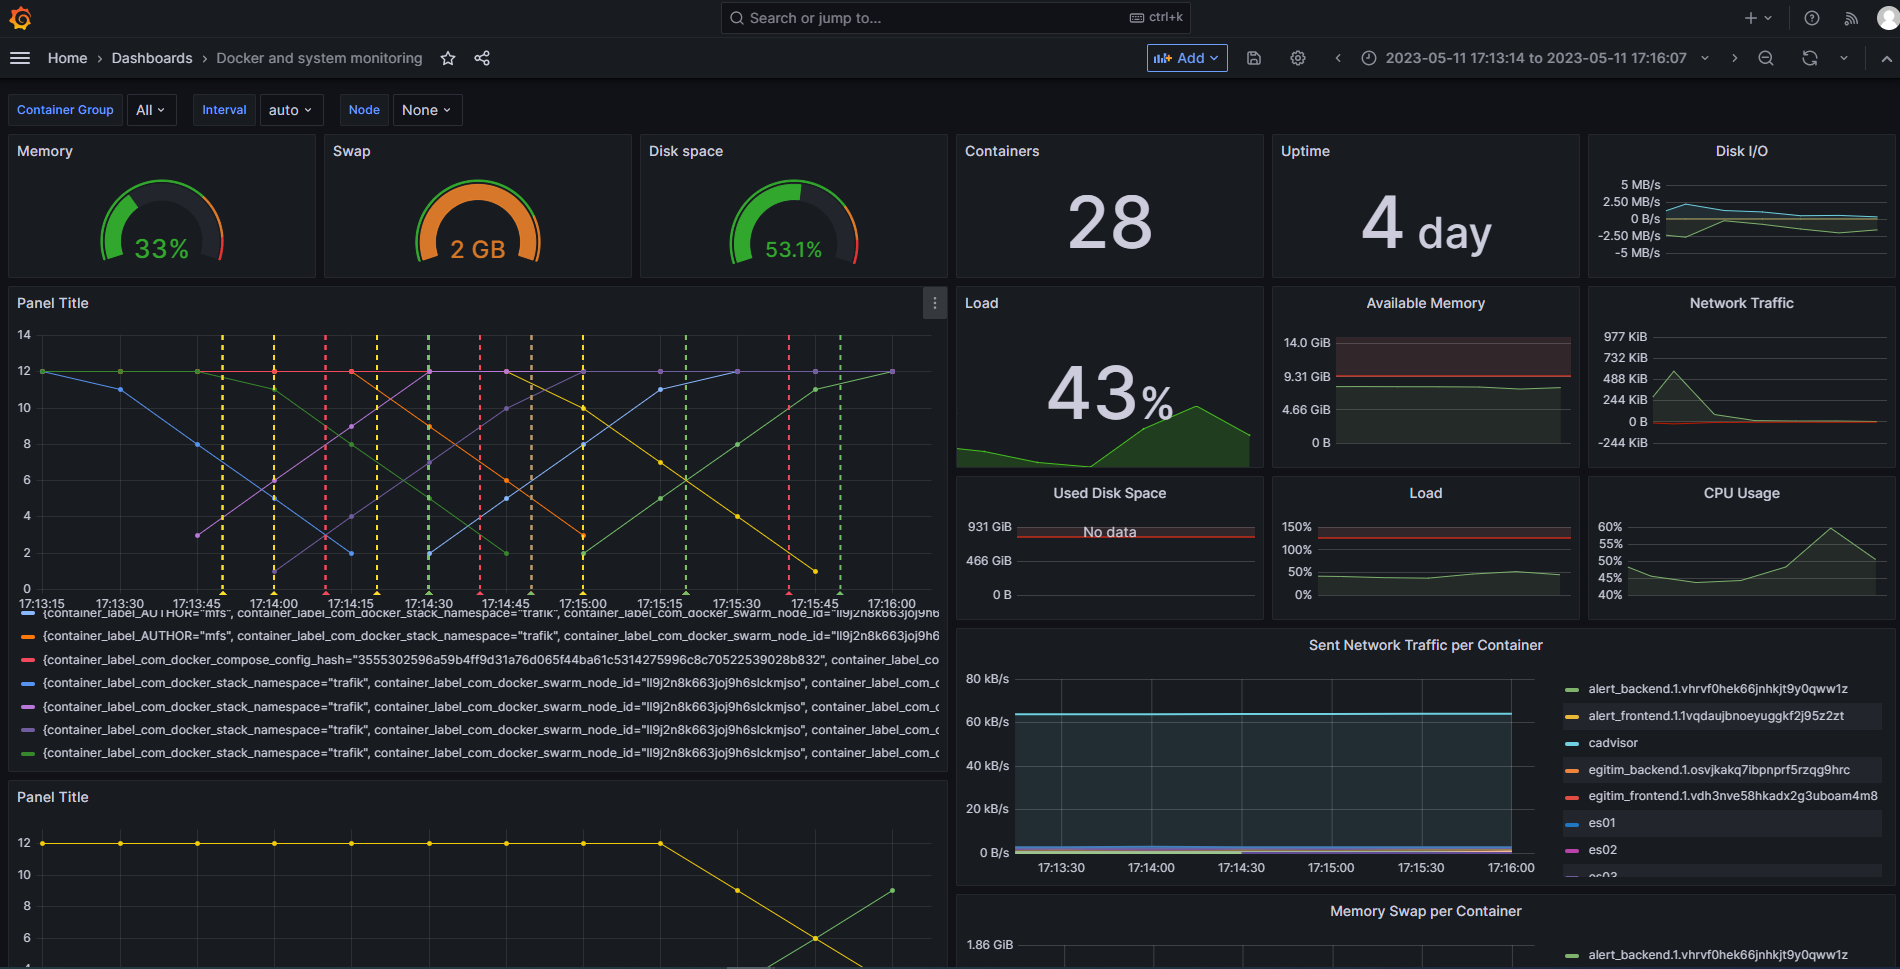 Search or jump to...
ctrl+k
Home › Dashboards › Docker and system monitoring
Add
2023-05-11 17:13:14 to 2023-05-11 17:16:07
Container Group
All
Interval
auto
Node
None
Memory
33%
Swap
2 GB
Disk space
53.1%
Containers
28
Uptime
4 day
Disk I/O
5 MB/s
2.50 MB/s
0 B/s
-2.50 MB/s
-5 MB/s
Panel Title
14
12
10
8
6
4
2
0
17:13:15
17:13:30
17:13:45
17:14:00
17:14:15
17:14:30
17:14:45
17:15:00
17:15:15
17:15:30
17:15:45
17:16:00
{container_label_AUTHOR="mfs", container_label_com_docker_stack_namespace="trafik", container_label_com_docker_swarm_node_id="ll9j2n8k663joj9h6
{container_label_AUTHOR="mfs", container_label_com_docker_stack_namespace="trafik", container_label_com_docker_swarm_node_id="ll9j2n8k663joj9h6
{container_label_com_docker_compose_config_hash="3555302596a59b4ff9d31a76d065f44ba61c5314275996c8c70522539028b832", container_label_co
{container_label_com_docker_stack_namespace="trafik", container_label_com_docker_swarm_node_id="ll9j2n8k663joj9h6slckmjso", container_label_com_c
{container_label_com_docker_stack_namespace="trafik", container_label_com_docker_swarm_node_id="ll9j2n8k663joj9h6slckmjso", container_label_com_c
{container_label_com_docker_stack_namespace="trafik", container_label_com_docker_swarm_node_id="ll9j2n8k663joj9h6slckmjso", container_label_com_c
{container_label_com_docker_stack_namespace="trafik", container_label_com_docker_swarm_node_id="ll9j2n8k663joj9h6slckmjso", container_label_com_c
Load
43%
Available Memory
14.0 GiB
9.31 GiB
4.66 GiB
0 B
Network Traffic
977 KiB
732 KiB
488 KiB
244 KiB
0 B
-244 KiB
Used Disk Space
931 GiB
No data
466 GiB
0 B
Load
150%
100%
50%
0%
CPU Usage
60%
55%
50%
45%
40%
Sent Network Traffic per Container
80 kB/s
60 kB/s
40 kB/s
20 kB/s
0 B/s
17:13:30
17:14:00
17:14:30
17:15:00
17:15:30
17:16:00
alert_backend.1.vhrvf0hek66jnhkjt9y0qww1z
alert_frontend.1.1vqdaujbnoeyuggkf2j95z2zt
cadvisor
egitim_backend.1.osvjkakq7ibpnprf5rzqg9hrc
egitim_frontend.1.vdh3nve58hkadx2g3uboam4m8
es01
es02
es03
Panel Title
12
10
8
6
4
Memory Swap per Container
1.86 GiB
alert_backend.1.vhrvf0hek66jnhkjt9y0qww1z